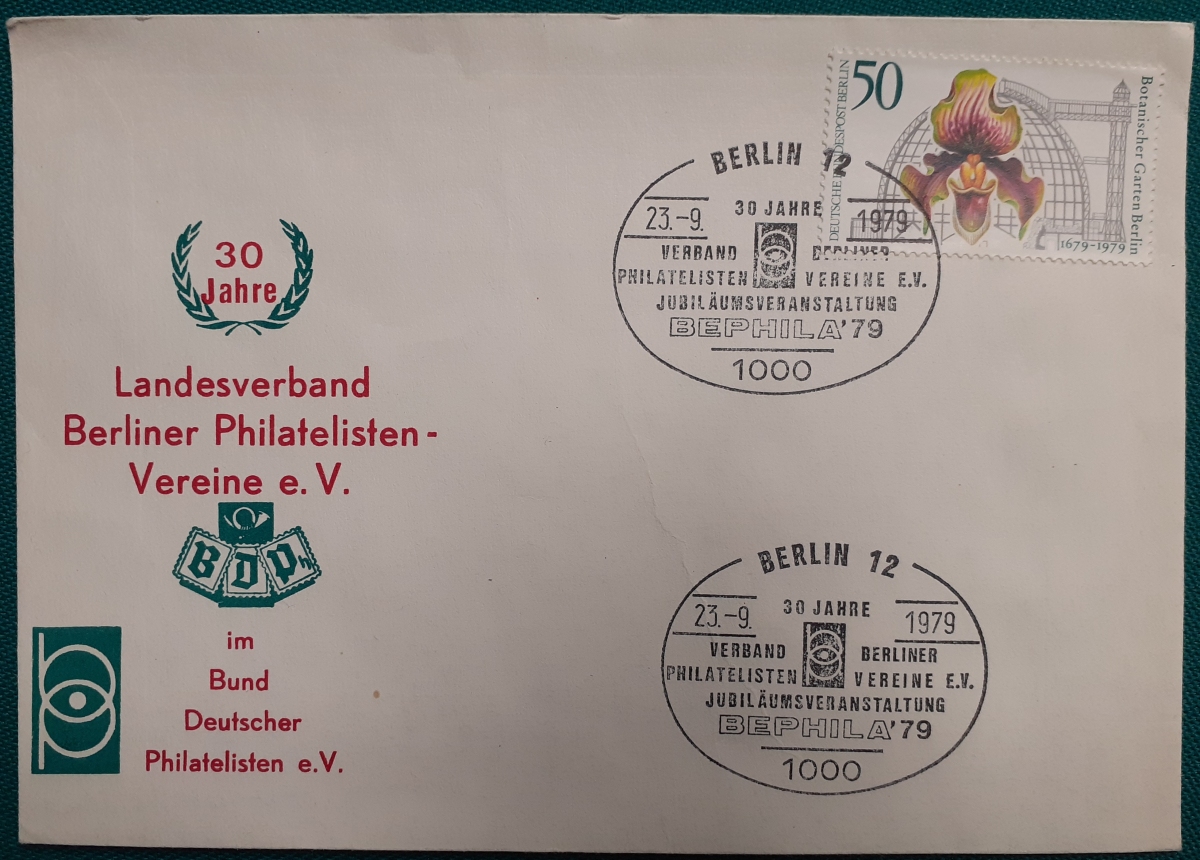 30
Jahre
Landesverband
Berliner Philatelisten-
Vereine e. V.
BDPh
im
Bund
Deutscher
Philatelisten e.V.
50
DEUTSCHE BUNDESPOST BERLIN
Botanischer Garten Berlin
1679-1979
BERLIN 12
23.-9. 30 JAHRE 1979
VERBAND BERLINER
PHILATELISTEN VEREINE E.V.
JUBILÄUMSVERANSTALTUNG
BEPHILA'79
1000
BERLIN 12
23.-9. 30 JAHRE 1979
VERBAND BERLINER
PHILATELISTEN VEREINE E.V.
JUBILÄUMSVERANSTALTUNG
BEPHILA'79
1000